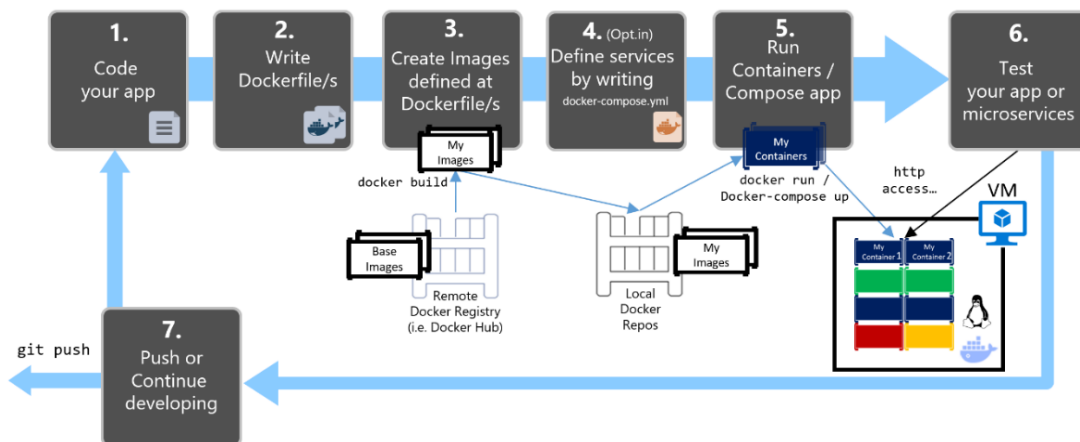 1.
Code
your app
2.
Write
Dockerfile/s
3.
Create Images
defined at
Dockerfile/s
My
Images
4. (Opt.in)
Define services
by writing
docker-compose.yml
5.
Run
Containers /
Compose app
My
Containers
6.
Test
your app or
microservices
docker build
docker run /
Docker-compose up
http
access…
VM
Base
Images
Remote
Docker Registry
(i.e. Docker Hub)
My
Images
Local
Docker
Repos
My
Container 1
My
Container 2
7.
Push or
Continue
developing
git push